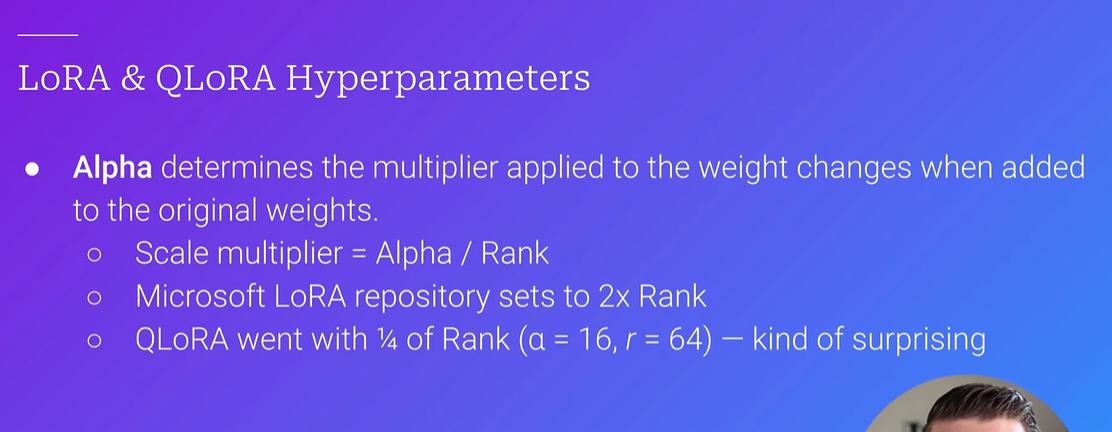 LoRA & QLoRA Hyperparameters
● Alpha determines the multiplier applied to the weight changes when added
to the original weights.
○ Scale multiplier = Alpha / Rank
○ Microsoft LoRA repository sets to 2x Rank
○ QLoRA went with ¼ of Rank (α = 16, r = 64) — kind of surprising